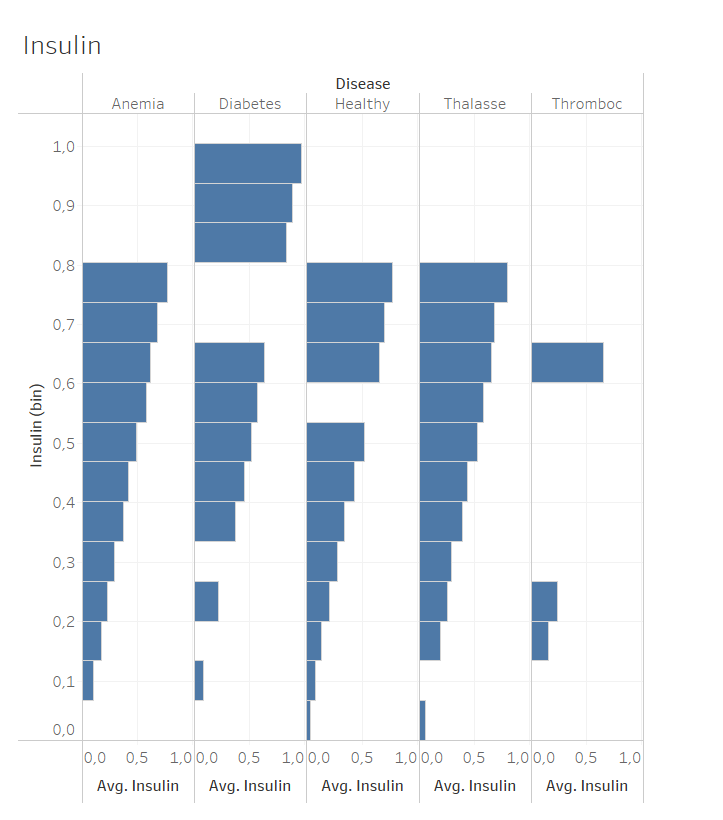 Insulin
Disease
Anemia Diabetes Healthy Thalasse Thromboc
1,0
0,9
0,8
0,7
0,6
0,5
0,4
0,3
0,2
0,1
0,0
Insulin (bin)
0,0 0,5 1,0 0,0 0,5 1,0 0,0 0,5 1,0 0,0 0,5 1,0 0,0 0,5 1,0
Avg. Insulin Avg. Insulin Avg. Insulin Avg. Insulin Avg. Insulin